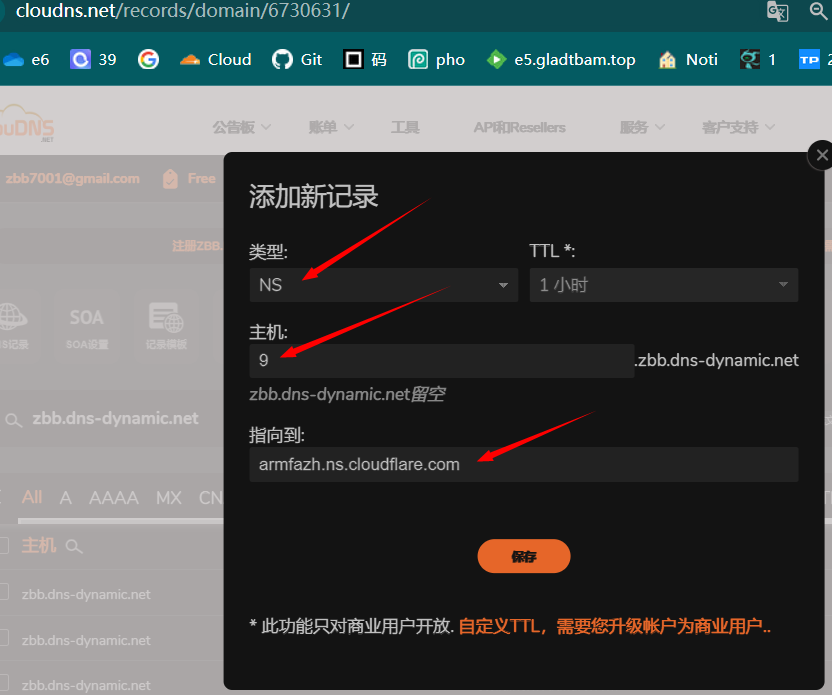 cloudns.net/records/domain/6730631/
e6 39 Cloud Git 码 pho e5.gladtbam.top Noti 1 TP 2
公告板 账单 工具 API和Resellers 服务 客户支持
zbb7001@gmail.com Free
注册ZBB.
添加新记录
类型: TTL *:
NS 1 小时
SOA
SOA设置 记录模板
主机:
9 .zbb.dns-dynamic.net
zbb.dns-dynamic.net留空
zbb.dns-dynamic.net
指向到:
armfazh.ns.cloudflare.com
All A AAAA MX CN
主机
保存
zbb.dns-dynamic.net
* 此功能只对商业用户开放. 自定义TTL，需要您升级帐户为商业用户..
zbb.dns-dynamic.net
zbb.dns-dynamic.net